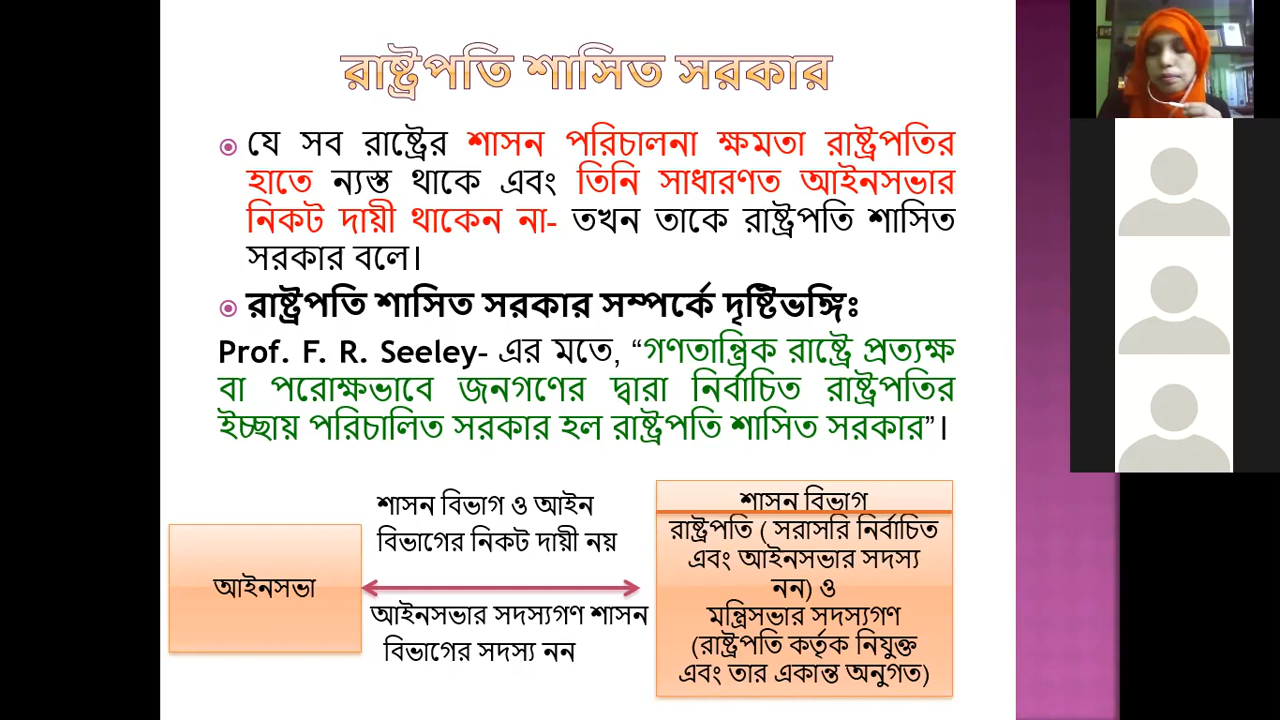 রাষ্ট্রপতি শাসিত সরকার
যে সব রাষ্ট্রের শাসন পরিচালনা ক্ষমতা রাষ্ট্রপতির
হাতে ন্যস্ত থাকে এবং তিনি সাধারণত আইনসভার
নিকট দায়ী থাকেন না- তখন তাকে রাষ্ট্রপতি শাসিত
সরকার বলে।
রাষ্ট্রপতি শাসিত সরকার সম্পর্কে দৃষ্টিভঙ্গিঃ
Prof. F. R. Seeley- এর মতে, “গণতান্ত্রিক রাষ্ট্রে প্রত্যক্ষ
বা পরোক্ষভাবে জনগণের দ্বারা নির্বাচিত রাষ্ট্রপতির
ইচ্ছায় পরিচালিত সরকার হল রাষ্ট্রপতি শাসিত সরকার”।
আইনসভা
শাসন বিভাগ ও আইন
বিভাগের নিকট দায়ী নয়
আইনসভার সদস্যগণ শাসন
বিভাগের সদস্য নন
শাসন বিভাগ
রাষ্ট্রপতি ( সরাসরি নির্বাচিত
এবং আইনসভার সদস্য
নন) ও
মন্ত্রিসভার সদস্যগণ
(রাষ্ট্রপতি কর্তৃক নিযুক্ত
এবং তার একান্ত অনুগত)